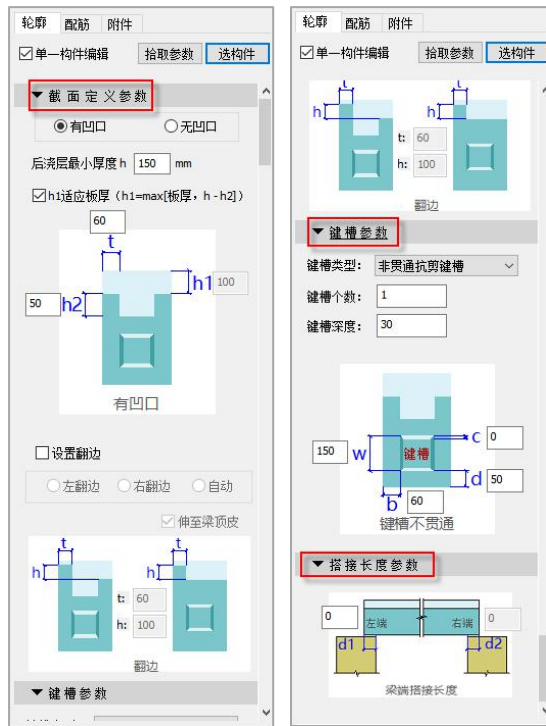 轮廓 配筋 附件
☑单一构件编辑 拾取参数 选构件
▼截面定义参数
有凹口 无凹口
后浇层最小厚度h 150 mm
☑h1适应板厚（h1=max[板厚，h-h2]）
60
t
h1 100
50 h2
有凹口
设置翻边
左翻边 右翻边 自动
☑伸至梁顶皮
t t
h h
t: 60
h: 100
翻边
▼键槽参数
轮廓 配筋 附件
☑单一构件编辑 拾取参数 选构件
t t
h h
t: 60
h: 100
翻边
▼键槽参数
键槽类型： 非贯通抗剪键槽
键槽个数： 1
键槽深度： 30
150 w 键槽 c 0
d 50
b 60
键槽不贯通
▼搭接长度参数
0 左端 右端 0
d1 d2
梁端搭接长度